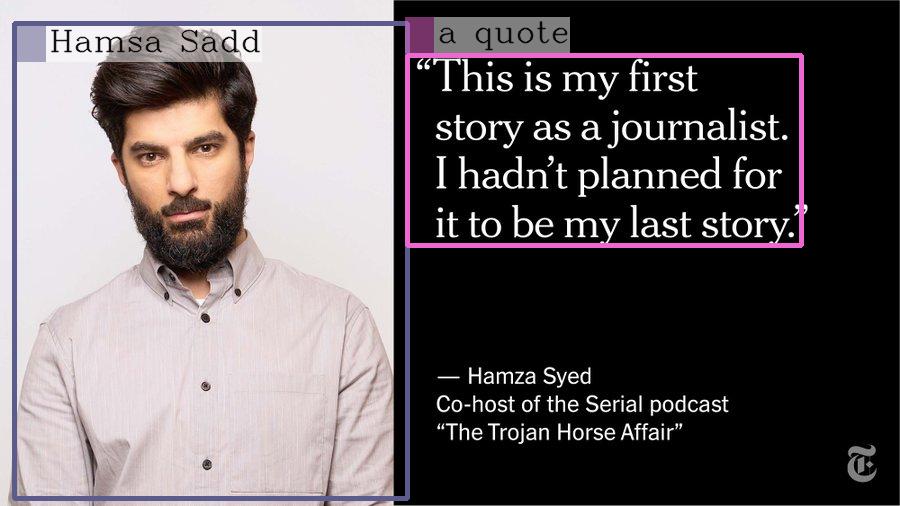 Hamsa Sadd
a quote
“This is my first
story as a journalist.
I hadn’t planned for
it to be my last story.”
— Hamza Syed
Co-host of the Serial podcast
“The Trojan Horse Affair”
T